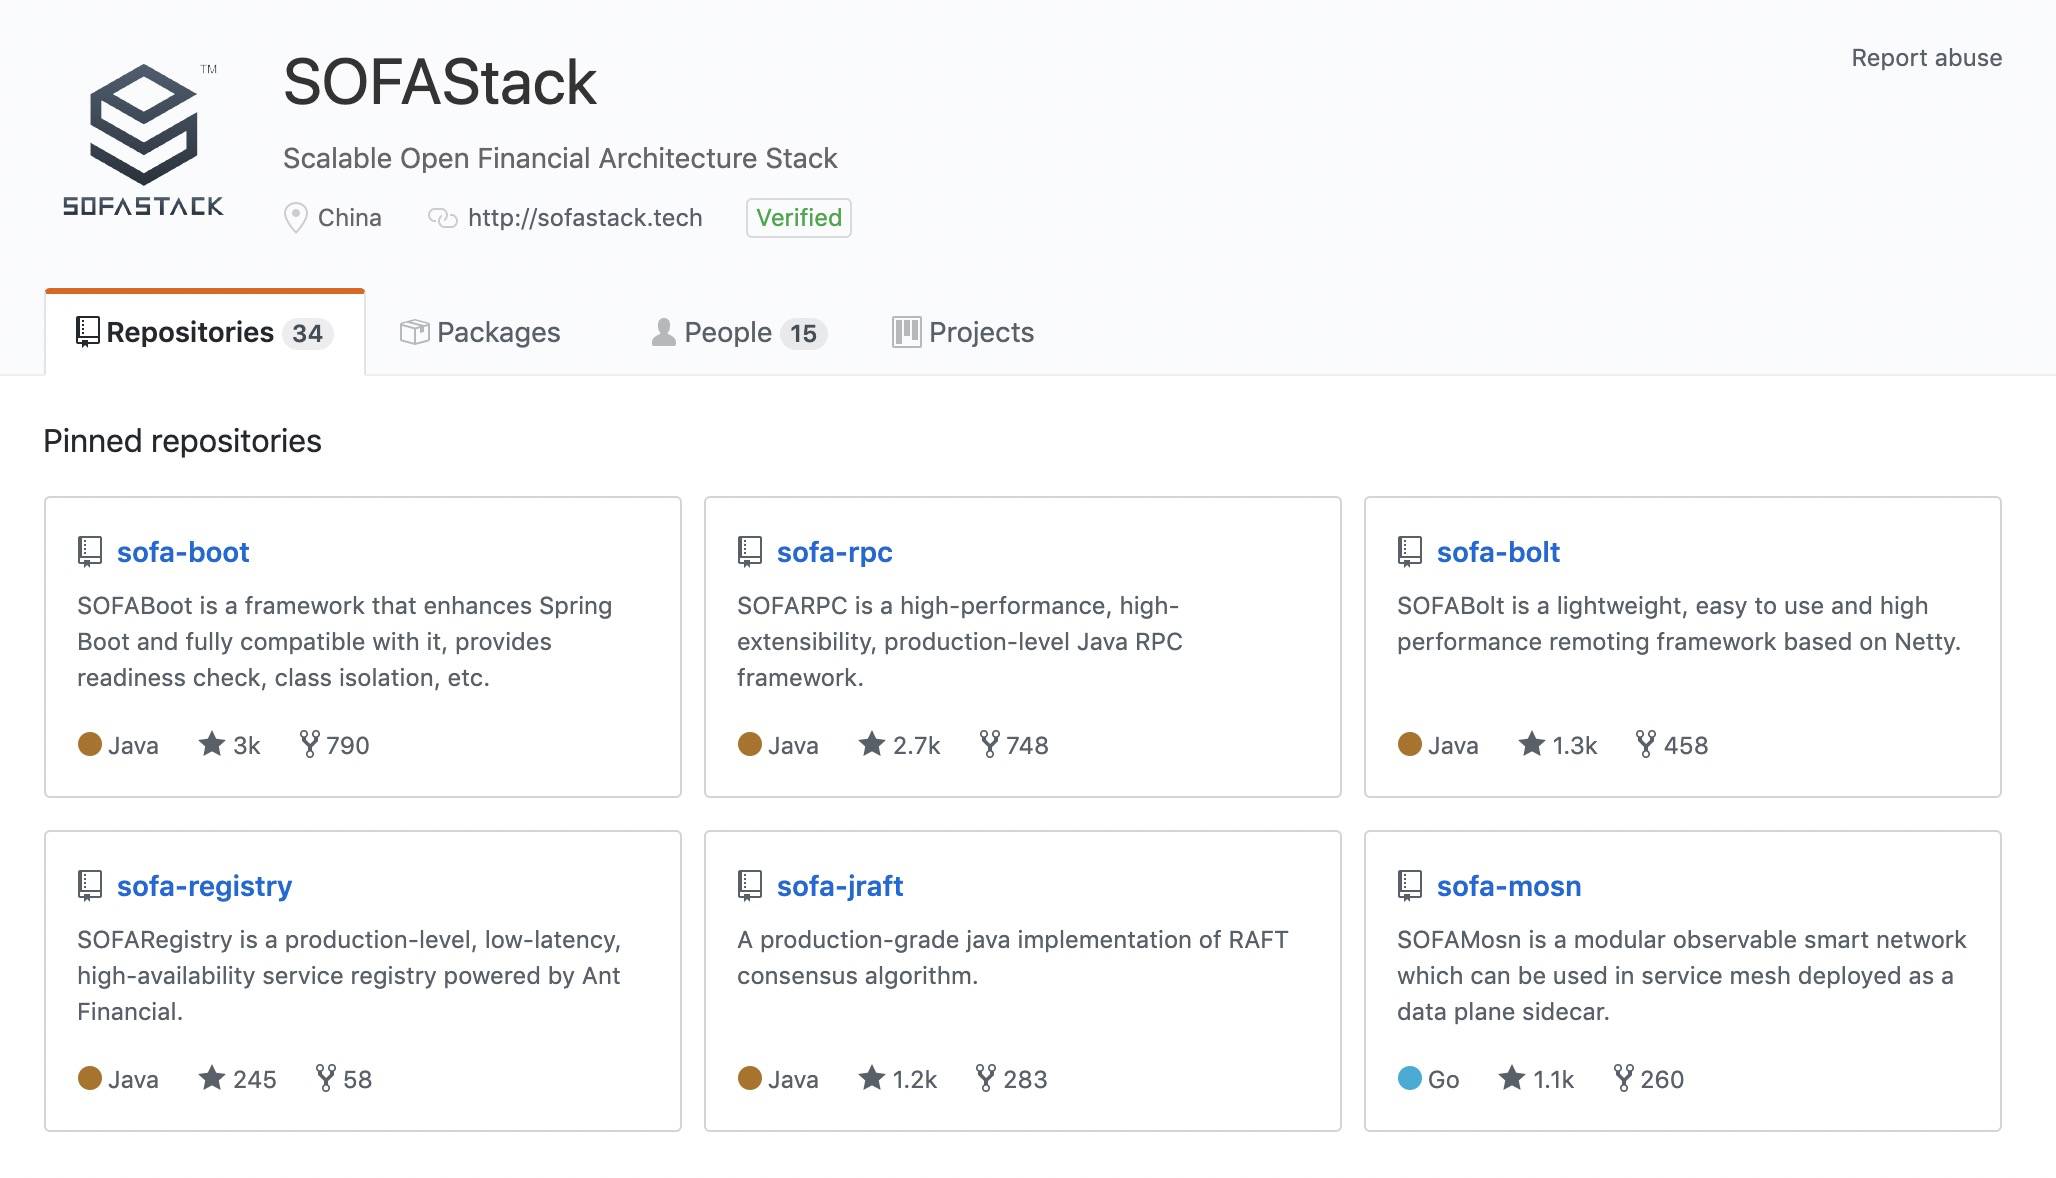 Report abuse
TM
SOFASTACK
SOFAStack
Scalable Open Financial Architecture Stack
China http://sofastack.tech Verified
Repositories 34 Packages People 15 Projects
Pinned repositories
sofa-boot
SOFABoot is a framework that enhances Spring
Boot and fully compatible with it, provides
readiness check, class isolation, etc.
Java 3k 790
sofa-rpc
SOFARPC is a high-performance, high-
extensibility, production-level Java RPC
framework.
Java 2.7k 748
sofa-bolt
SOFABolt is a lightweight, easy to use and high
performance remoting framework based on Netty.
Java 1.3k 458
sofa-registry
SOFARegistry is a production-level, low-latency,
high-availability service registry powered by Ant
Financial.
Java 245 58
sofa-jraft
A production-grade java implementation of RAFT
consensus algorithm.
Java 1.2k 283
sofa-mosn
SOFAMosn is a modular observable smart network
which can be used in service mesh deployed as a
data plane sidecar.
Go 1.1k 260